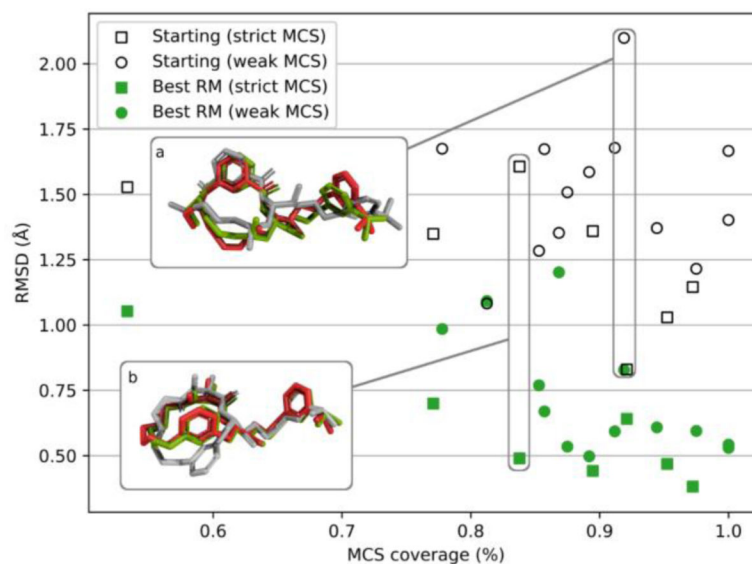 Starting (strict MCS)
Starting (weak MCS)
Best RM (strict MCS)
Best RM (weak MCS)
2.00
1.75
1.50
1.25
1.00
0.75
0.50
RMSD (Å)
a
b
0.6
0.7
0.8
0.9
1.0
MCS coverage (%)